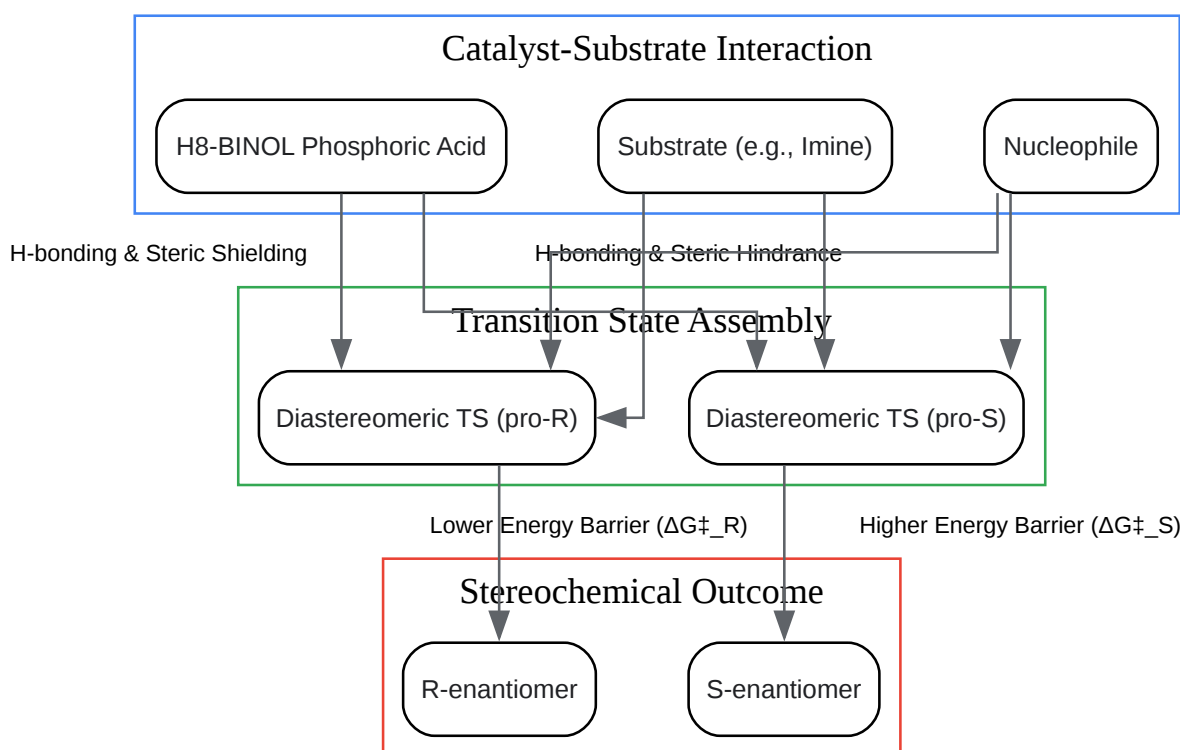 Catalyst-Substrate Interaction
H8-BINOL Phosphoric Acid
Substrate (e.g., Imine)
Nucleophile
H-bonding & Steric Shielding
H-bonding & Steric Hindrance
Transition State Assembly
Diastereomeric TS (pro-R)
Diastereomeric TS (pro-S)
Lower Energy Barrier (ΔG‡_R)
Higher Energy Barrier (ΔG‡_S)
Stereochemical Outcome
R-enantiomer
S-enantiomer